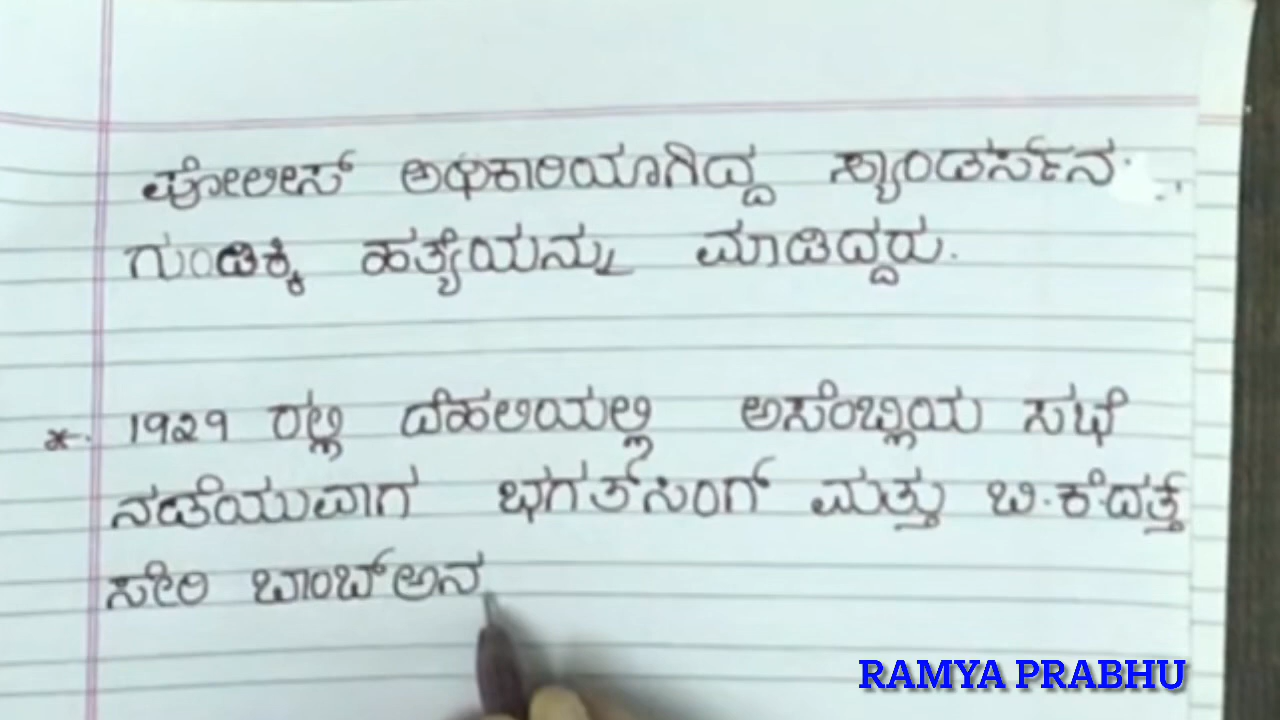 ಪೋಲೀಸ್ ಅಧಿಕಾರಿಯಾಗಿದ್ದ ಸ್ಯಾಂಡರ್ಸ್‌ನ
ಗುಂಡಿಕ್ಕಿ ಹತ್ಯೆಯನ್ನು ಮಾಡಿದ್ದರು.
* 1929 ರಲ್ಲಿ ದೆಹಲಿಯಲ್ಲಿ ಅಸೆಂಬ್ಲಿಯ ಸಭೆ
ನಡೆಯುವಾಗ ಭಗತ್‌ಸಿಂಗ್ ಮತ್ತು ಬಿ.ಕೆ.ದತ್ತ್
ಸೇರಿ ಬಾಂಬ್‌ಅನ
RAMYA PRABHU